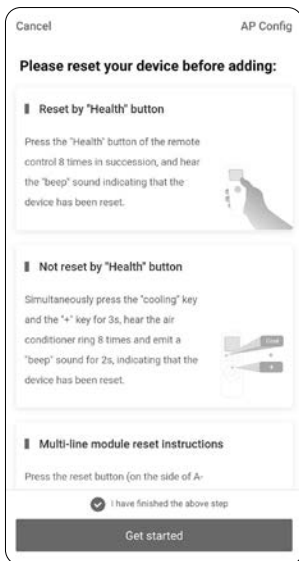 Cancel AP Config
Please reset your device before adding:
Reset by "Health" button
Press the "Health" button of the remote
control 8 times in succession, and hear
the "beep" sound indicating that the
device has been reset.
Not reset by "Health" button
Simultaneously press the "cooling" key
and the "+" key for 3s, hear the air
conditioner ring 8 times and emit a
"beep" sound for 2s, indicating that the
device has been reset.
Cool
+
Multi-line module reset instructions
Press the reset button (on the side of A-
I have finished the above step
Get started